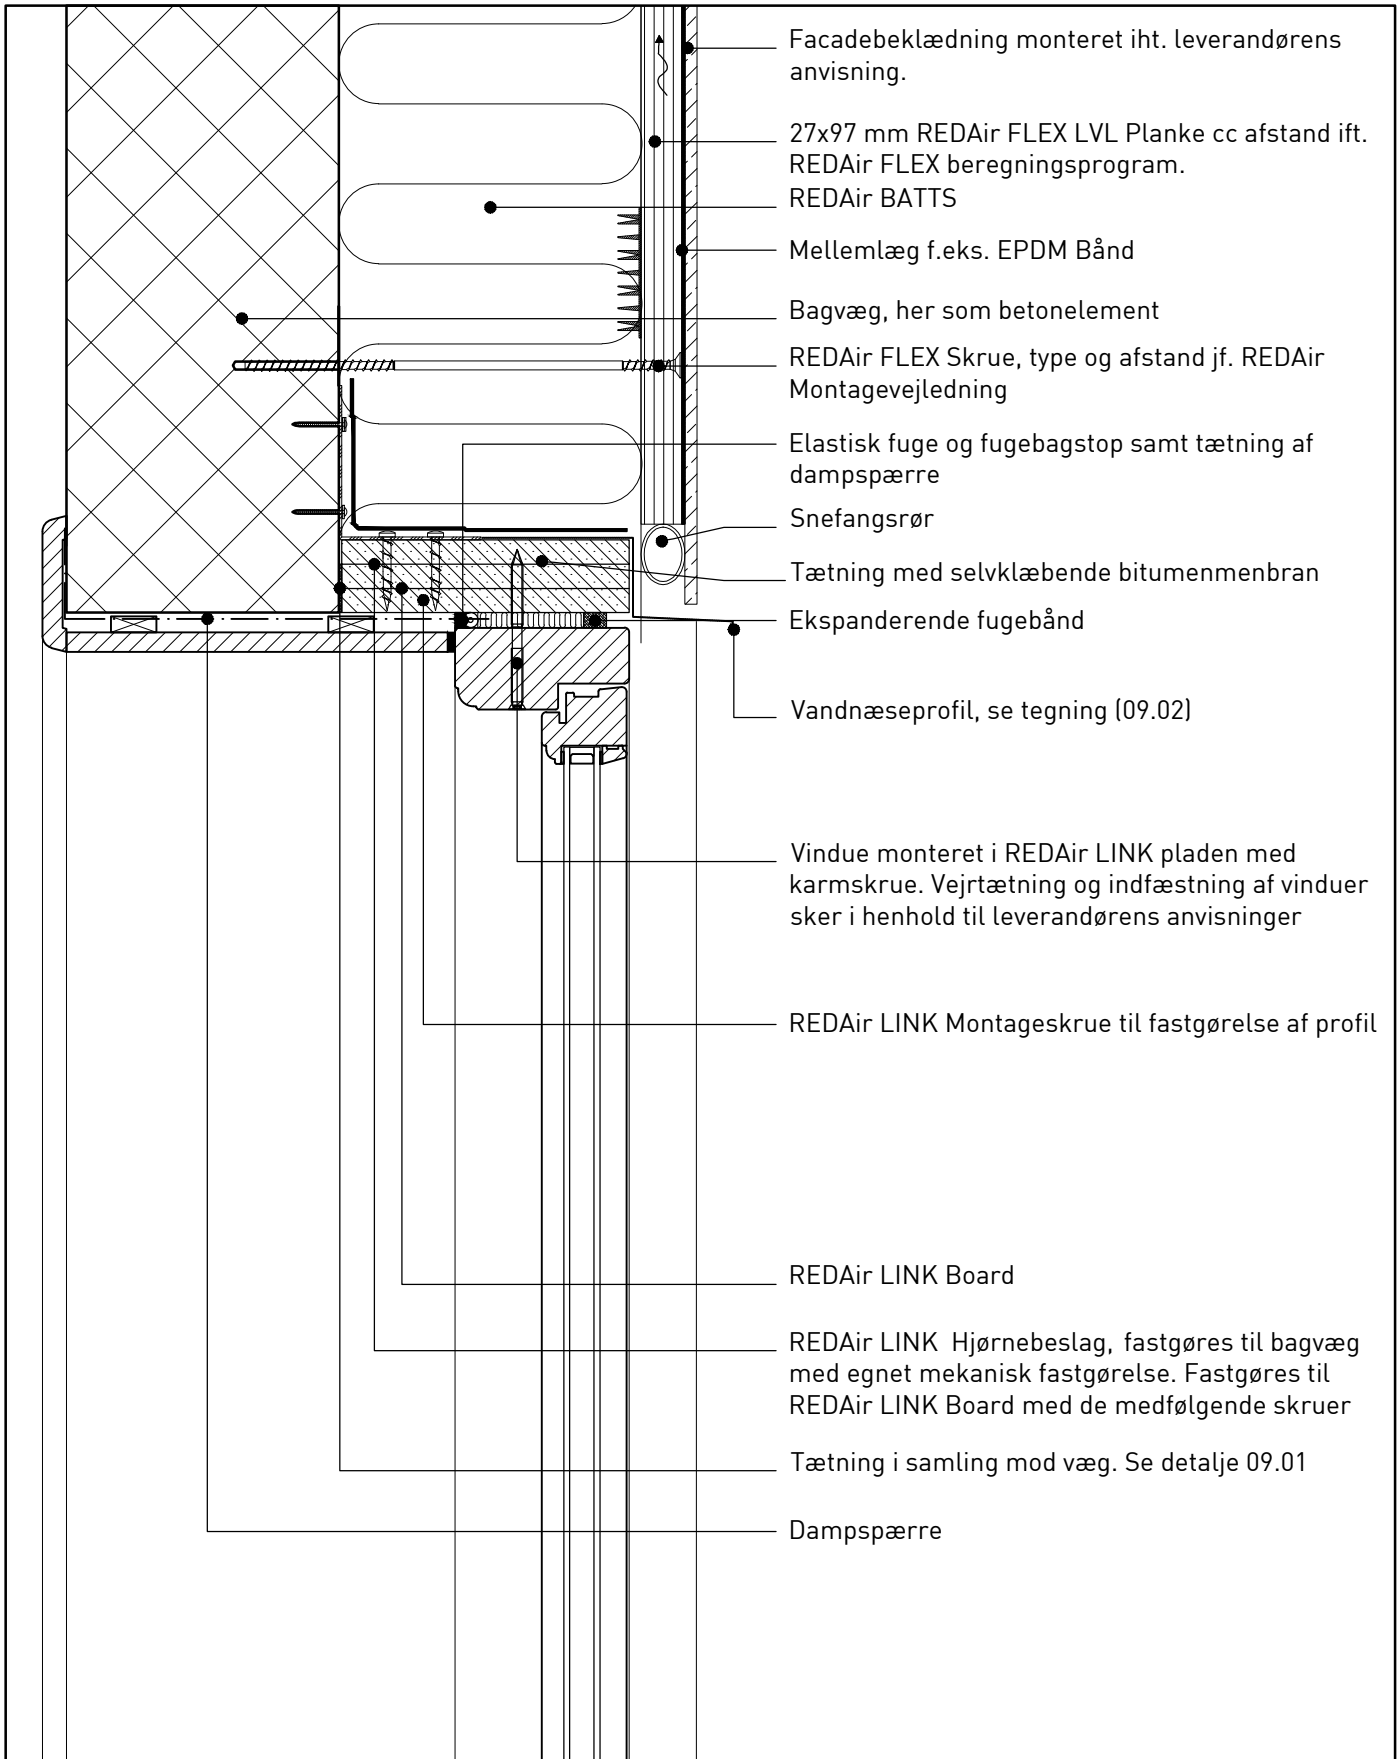 Facadebeklædning monteret iht. leverandørens
anvisning.
27x97 mm REDAir FLEX LVL Planke cc afstand ift.
REDAir FLEX beregningsprogram.
REDAir BATTS
Mellemlæg f.eks. EPDM Bånd
Bagvæg, her som betonelement
REDAir FLEX Skrue, type og afstand jf. REDAir
Montagevejledning
Elastisk fuge og fugebagstop samt tætning af
dampspærre
Snefangsrør
Tætning med selvklæbende bitumenmenbran
Ekspanderende fugebånd
Vandnæseprofil, se tegning (09.02)
Vindue monteret i REDAir LINK pladen med
karmskrue. Vejrtætning og indfæstning af vinduer
sker i henhold til leverandørens anvisninger
REDAir LINK Montageskrue til fastgørelse af profil
REDAir LINK Board
REDAir LINK Hjørnebeslag, fastgøres til bagvæg
med egnet mekanisk fastgørelse. Fastgøres til
REDAir LINK Board med de medfølgende skruer
Tætning i samling mod væg. Se detalje 09.01
Dampspærre